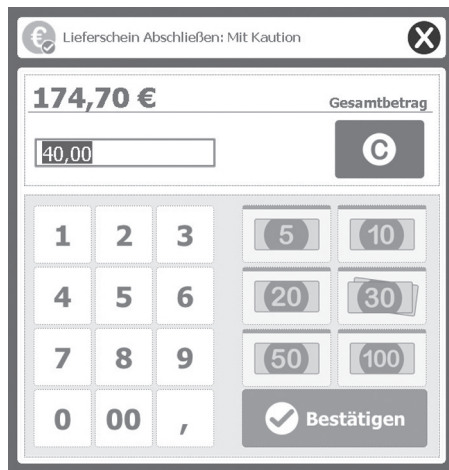 Lieferschein Abschließen: Mit Kaution
174,70 €
Gesamtbetrag
40,00
C
1 2 3 5 10
4 5 6 20 30
7 8 9 50 100
0 00 , Bestätigen